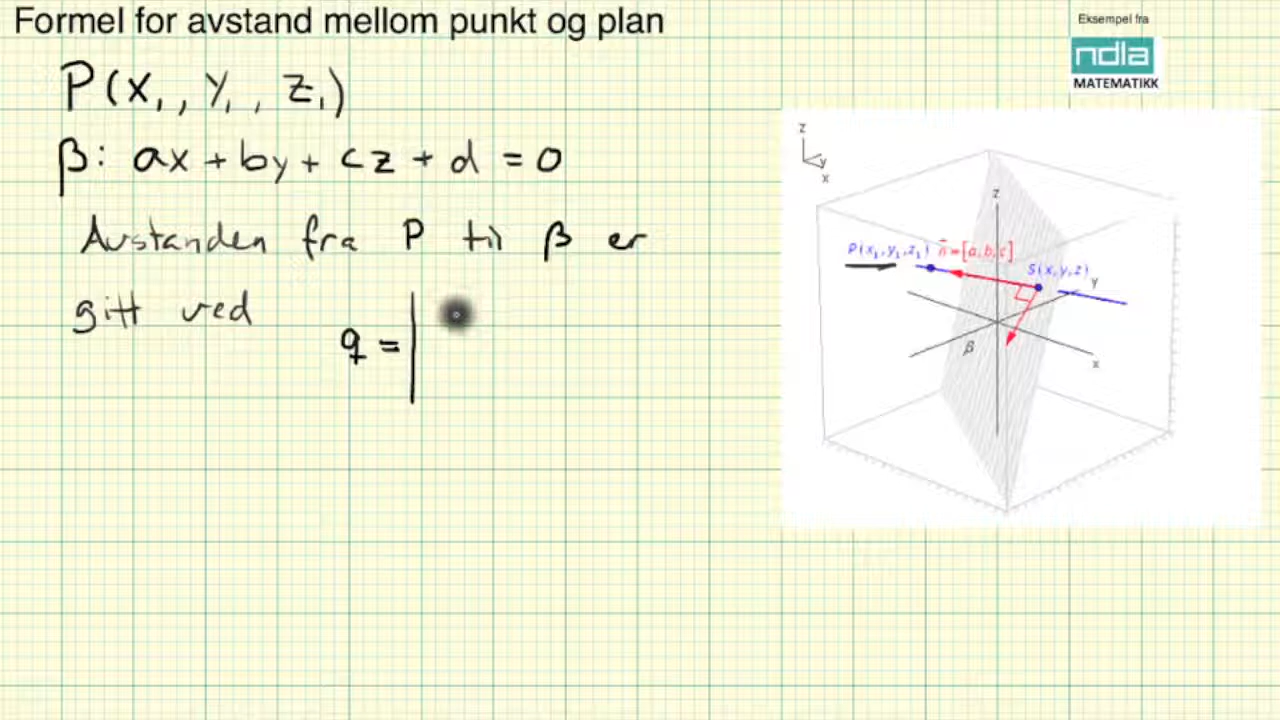 Formel for avstand mellom punkt og plan
Eksempel fra
ndla
MATEMATIKK
P(x₁, y₁, z₁)
β: ax + by + cz + d = 0
Avstanden fra P til β er
gitt ved
q = |
z
y
x
z
P(x₁,y₁,z₁) n⃗=[a,b,c]
S(x,y,z)
y
β
x